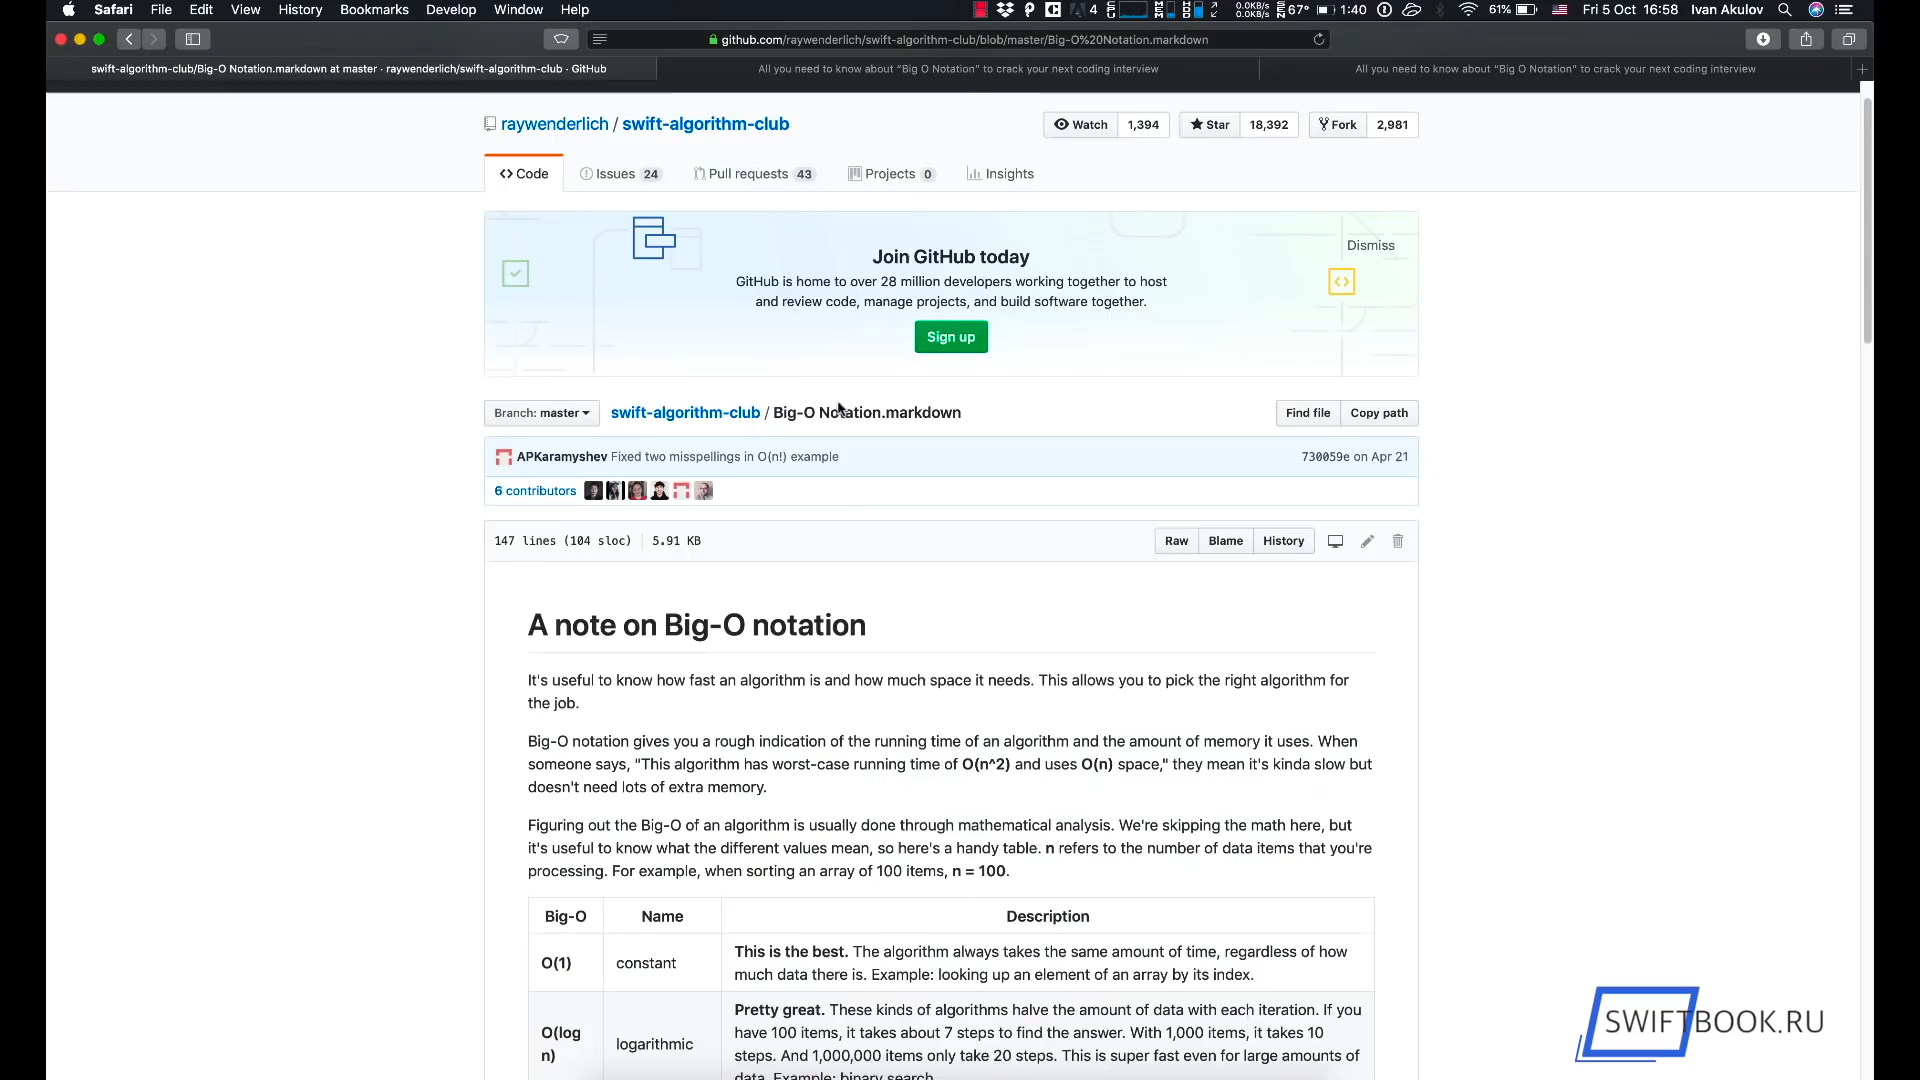 Safari File Edit View History Bookmarks Develop Window Help
4 0.0KB/s 0.0KB/s 67° 1:40 61% Fri 5 Oct 16:58 Ivan Akulov
github.com/raywenderlich/swift-algorithm-club/blob/master/Big-O%20Notation.markdown
swift-algorithm-club/Big-O Notation.markdown at master · raywenderlich/swift-algorithm-club · GitHub
All you need to know about “Big O Notation” to crack your next coding interview
All you need to know about “Big O Notation” to crack your next coding interview
raywenderlich / swift-algorithm-club
Watch 1,394 Star 18,392 Fork 2,981
Code Issues 24 Pull requests 43 Projects 0 Insights
Join GitHub today
Dismiss
GitHub is home to over 28 million developers working together to host
and review code, manage projects, and build software together.
Sign up
Branch: master swift-algorithm-club / Big-O Notation.markdown Find file Copy path
APKaramyshev Fixed two misspellings in O(n!) example 730059e on Apr 21
6 contributors
147 lines (104 sloc) 5.91 KB Raw Blame History
A note on Big-O notation
It's useful to know how fast an algorithm is and how much space it needs. This allows you to pick the right algorithm for
the job.
Big-O notation gives you a rough indication of the running time of an algorithm and the amount of memory it uses. When
someone says, "This algorithm has worst-case running time of O(n^2) and uses O(n) space," they mean it's kinda slow but
doesn't need lots of extra memory.
Figuring out the Big-O of an algorithm is usually done through mathematical analysis. We're skipping the math here, but
it's useful to know what the different values mean, so here's a handy table. n refers to the number of data items that you're
processing. For example, when sorting an array of 100 items, n = 100.
Big-O Name Description
O(1) constant This is the best. The algorithm always takes the same amount of time, regardless of how
much data there is. Example: looking up an element of an array by its index.
O(log n) logarithmic Pretty great. These kinds of algorithms halve the amount of data with each iteration. If you
have 100 items, it takes about 7 steps to find the answer. With 1,000 items, it takes 10
steps. And 1,000,000 items only take 20 steps. This is super fast even for large amounts of
data. Example: binary search.
SWIFTBOOK.RU